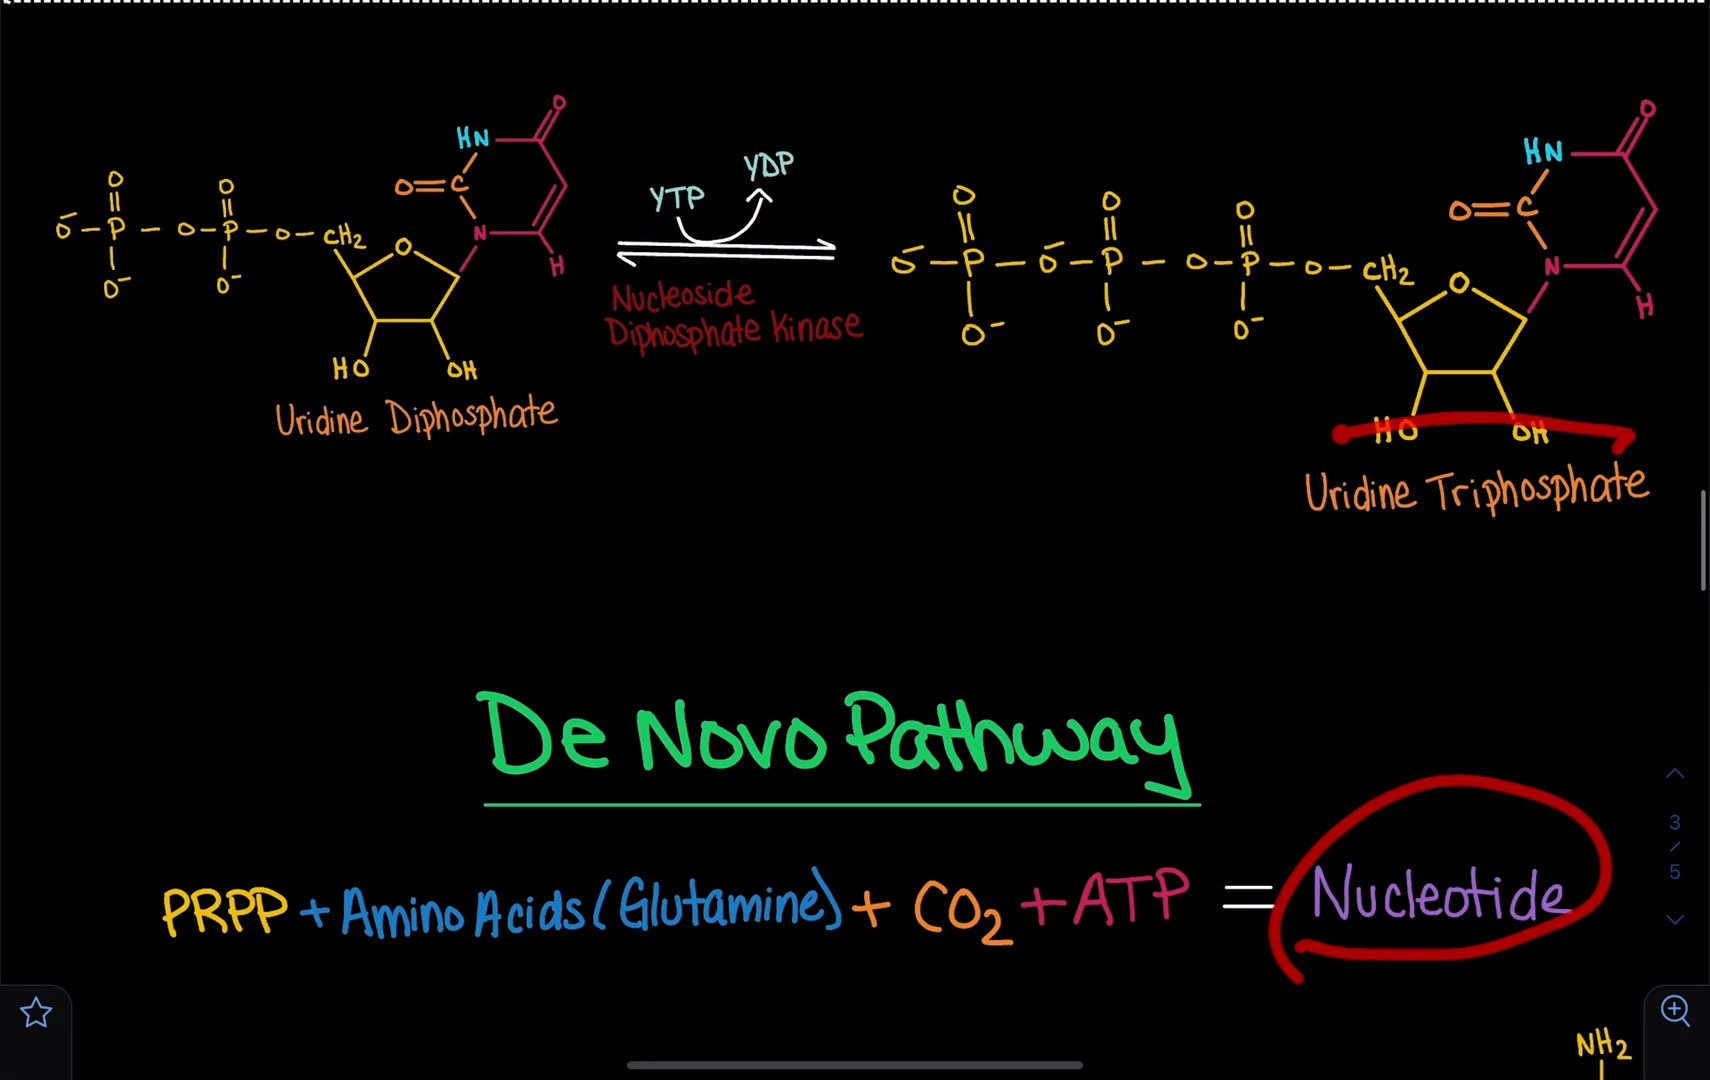 YTP
YDP
Nucleoside
Diphosphate Kinase
Uridine Diphosphate
Uridine Triphosphate
De Novo Pathway
PRPP + Amino Acids (Glutamine) + CO2 + ATP = Nucleotide
O
HN
O=C
N
H
O O
O⁻-P-O-P-O-CH2
O
O⁻ O⁻
HO OH
O
HN
O=C
N
H
O O O
O⁻-P-O⁻-P-O-P-O-CH2
O
O⁻ O⁻ O⁻
HO OH
3
/
5
NH2